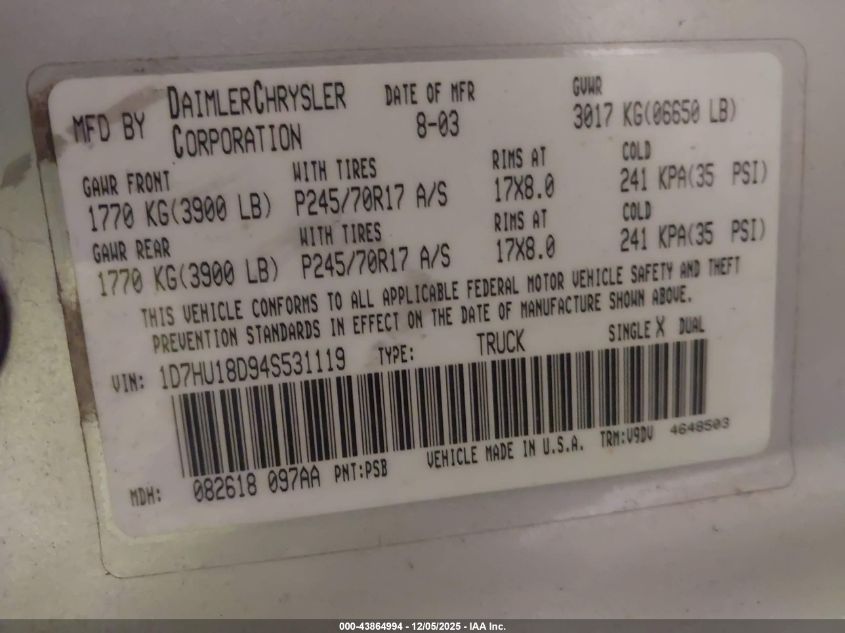 MFD BY DAIMLERCHRYSLER CORPORATION DATE OF MFR 8-03 GVWR 3017 KG(06650 LB)
GAWR FRONT WITH TIRES RIMS AT COLD
1770 KG(3900 LB) P245/70R17 A/S 17X8.0 241 KPA(35 PSI)
GAWR REAR WITH TIRES RIMS AT COLD
1770 KG(3900 LB) P245/70R17 A/S 17X8.0 241 KPA(35 PSI)
THIS VEHICLE CONFORMS TO ALL APPLICABLE FEDERAL MOTOR VEHICLE SAFETY AND THEFT
PREVENTION STANDARDS IN EFFECT ON THE DATE OF MANUFACTURE SHOWN ABOVE.
VIN: 1D7HU18D94S531119 TYPE: TRUCK SINGLE X DUAL
MDH: 082618 097AA PNT:PSB VEHICLE MADE IN U.S.A. TRM:V9DV 4648503
000-43864994 - 12/05/2025 - IAA Inc.